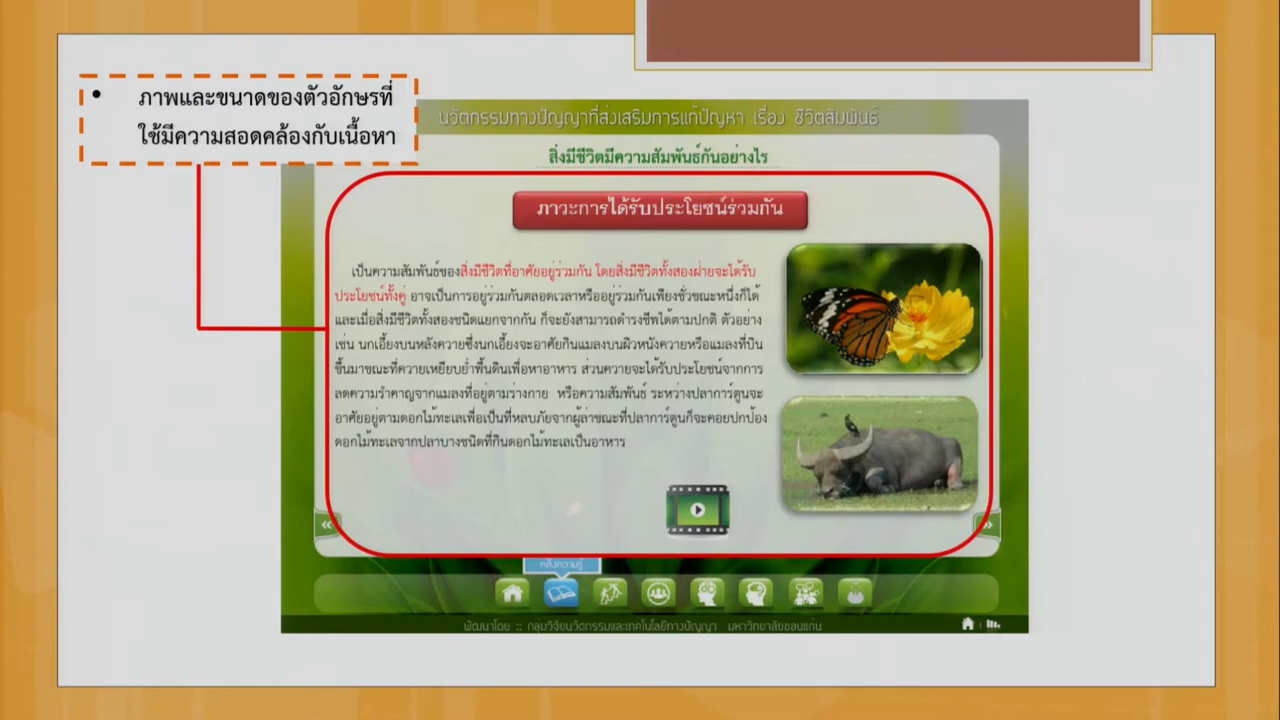 • ภาพและขนาดของตัวอักษรที่
ใช้มีความสอดคล้องกับเนื้อหา
นวัตกรรมทางปัญญาที่ส่งเสริมการแก้ปัญหา เรื่อง ชีวิตสัมพันธ์
สิ่งมีชีวิตมีความสัมพันธ์กันอย่างไร
ภาวะการได้รับประโยชน์ร่วมกัน
เป็นความสัมพันธ์ของสิ่งมีชีวิตที่อาศัยอยู่ร่วมกัน โดยสิ่งมีชีวิตทั้งสองฝ่ายจะได้รับ
ประโยชน์ทั้งคู่ อาจเป็นการอยู่ร่วมกันตลอดเวลาหรืออยู่ร่วมกันเพียงชั่วขณะหนึ่งก็ได้
และเมื่อสิ่งมีชีวิตทั้งสองชนิดแยกจากกัน ก็จะยังสามารถดำรงชีพได้ตามปกติ ตัวอย่าง
เช่น นกเอี้ยงบนหลังควายซึ่งนกเอี้ยงจะอาศัยกินแมลงบนผิวหนังควายหรือแมลงที่บิน
ขึ้นมาขณะที่ควายเหยียบย่ำพื้นดินเพื่อหาอาหาร ส่วนควายจะได้รับประโยชน์จากการ
ลดความรำคาญจากแมลงที่อยู่ตามร่างกาย หรือความสัมพันธ์ ระหว่างปลาการ์ตูนจะ
อาศัยอยู่ตามดอกไม้ทะเลเพื่อเป็นที่หลบภัยจากผู้ล่าขณะที่ปลาการ์ตูนก็จะคอยปกป้อง
ดอกไม้ทะเลจากปลาบางชนิดที่กินดอกไม้ทะเลเป็นอาหาร
คลังความรู้
พัฒนาโดย :: กลุ่มวิจัยนวัตกรรมและเทคโนโลยีทางปัญญา มหาวิทยาลัยขอนแก่น